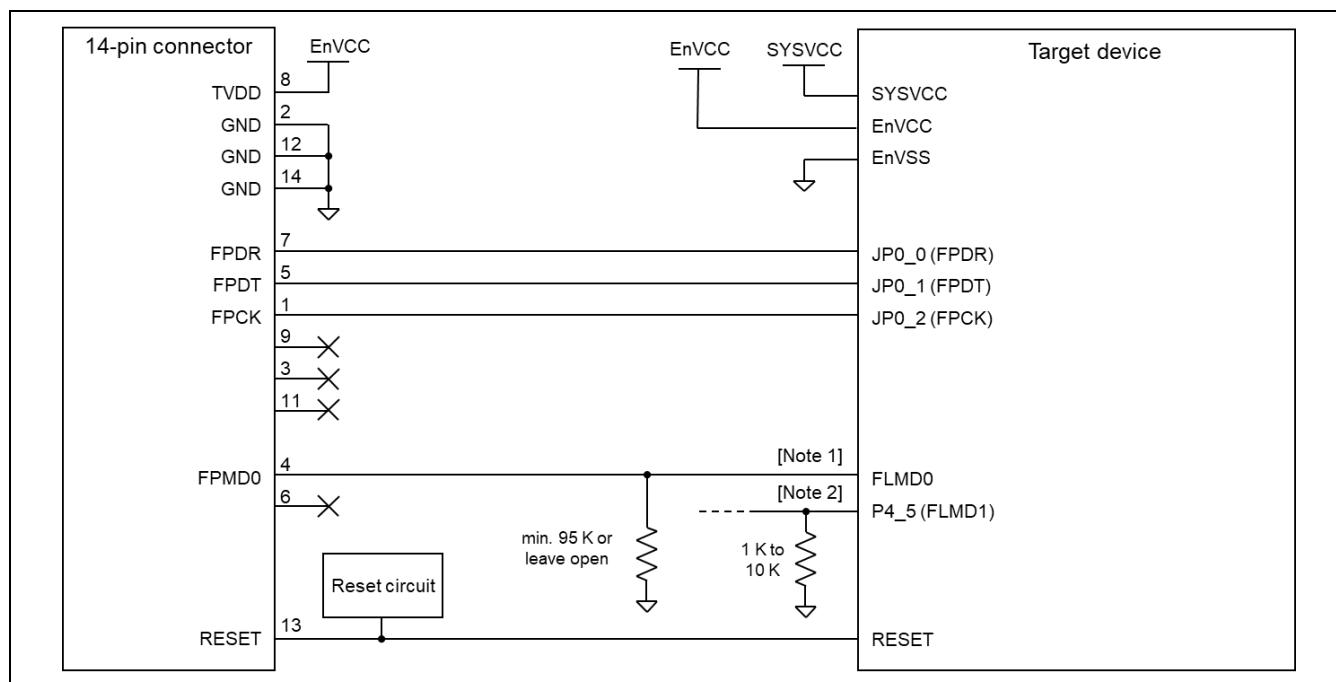 14-pin connector
EnVCC
EnVCC
SYSVCC
Target device
8
TVDD
SYSVCC
2
GND
EnVCC
12
GND
EnVSS
14
GND
7
FPDR
JP0_0 (FPDR)
5
FPDT
JP0_1 (FPDT)
1
FPCK
JP0_2 (FPCK)
9
3
11
4
[Note 1]
FPMD0
FLMD0
6
[Note 2]
P4_5 (FLMD1)
min. 95 K or
leave open
1 K to
10 K
Reset circuit
13
RESET
RESET